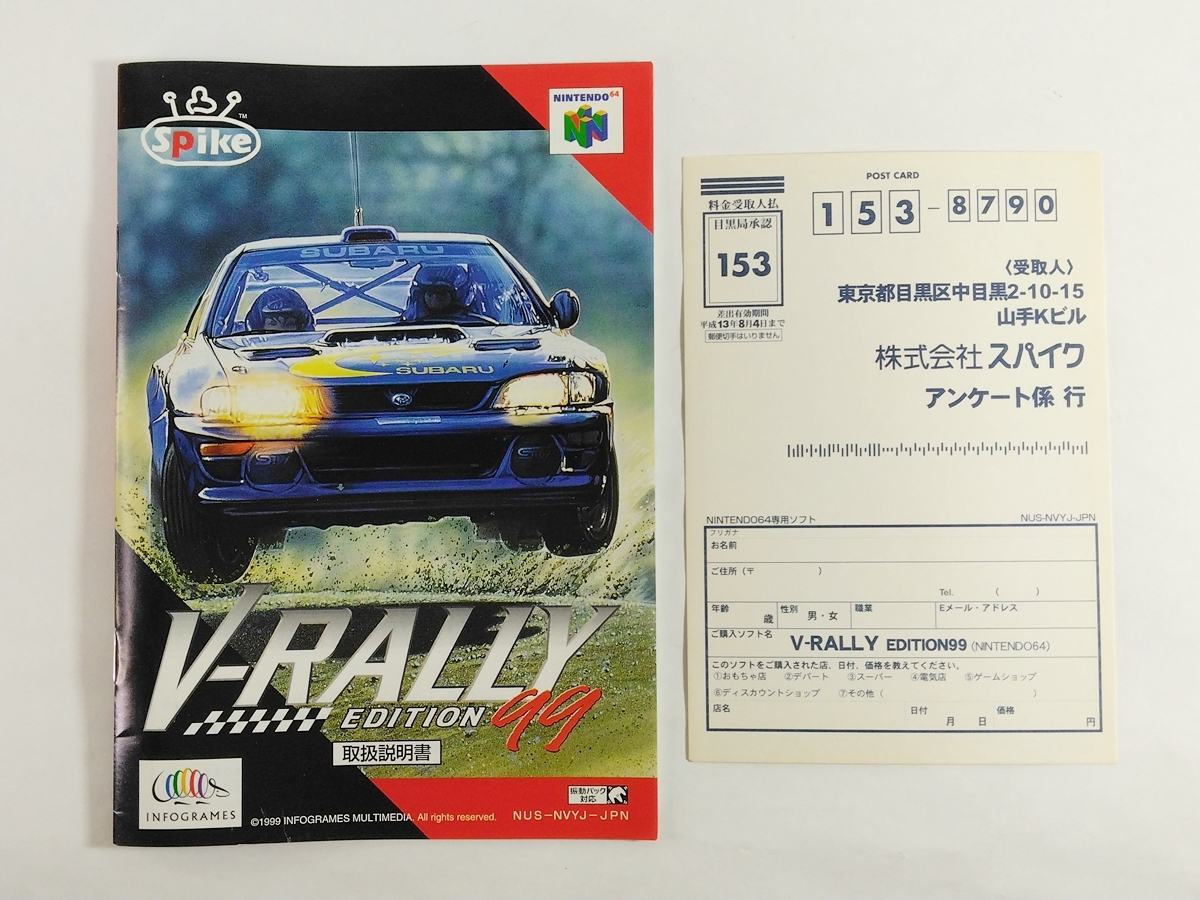 Spike
TM
NINTENDO64
SUBARU
SUBARU
V-RALLY
EDITION 99
取扱説明書
INFOGRAMES
©1999 INFOGRAMES MULTIMEDIA. All rights reserved.
振動パック
対応
NUS-NVYJ-JPN
POST CARD
料金受取人払
目黒局承認
153
差出有効期間
平成13年8月4日まで
郵便切手はいりません
153-8790
〈受取人〉
東京都目黒区中目黒2-10-15
山手Kビル
株式会社 スパイク
アンケート係 行
NINTENDO64専用ソフト NUS-NVYJ-JPN
フリガナ
お名前
ご住所（〒 ）
Tel. （ ）
年齢 歳 性別 男・女 職業 Eメール・アドレス
ご購入ソフト名 V-RALLY EDITION99 (NINTENDO64)
このソフトをご購入された店、日付、価格を教えてください。
①おもちゃ店 ②デパート ③スーパー ④電気店 ⑤ゲームショップ
⑥ディスカウントショップ ⑦その他（ ）
店名 日付 月 日 価格 円